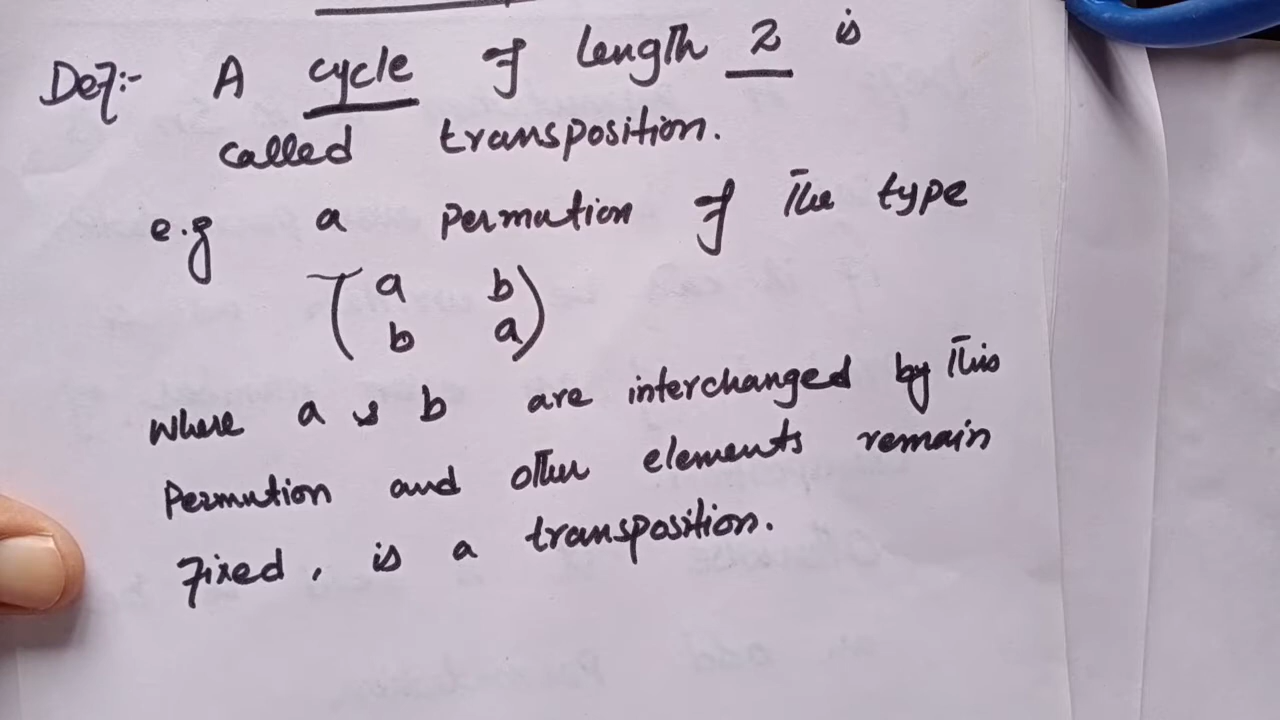 Def:- A cycle of length 2 is
called transposition.
e.g a permution of the type
( a b )
( b a )
where a & b are interchanged by this
permution and other elements remain
fixed, is a transposition.